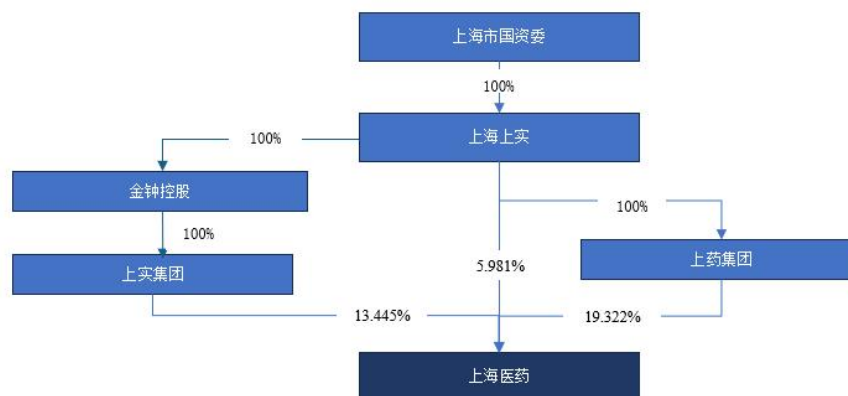 上海市国资委
100%
上海上实
100%
金钟控股
100%
100%
上药集团
上实集团
5.981%
13.445%
19.322%
上海医药